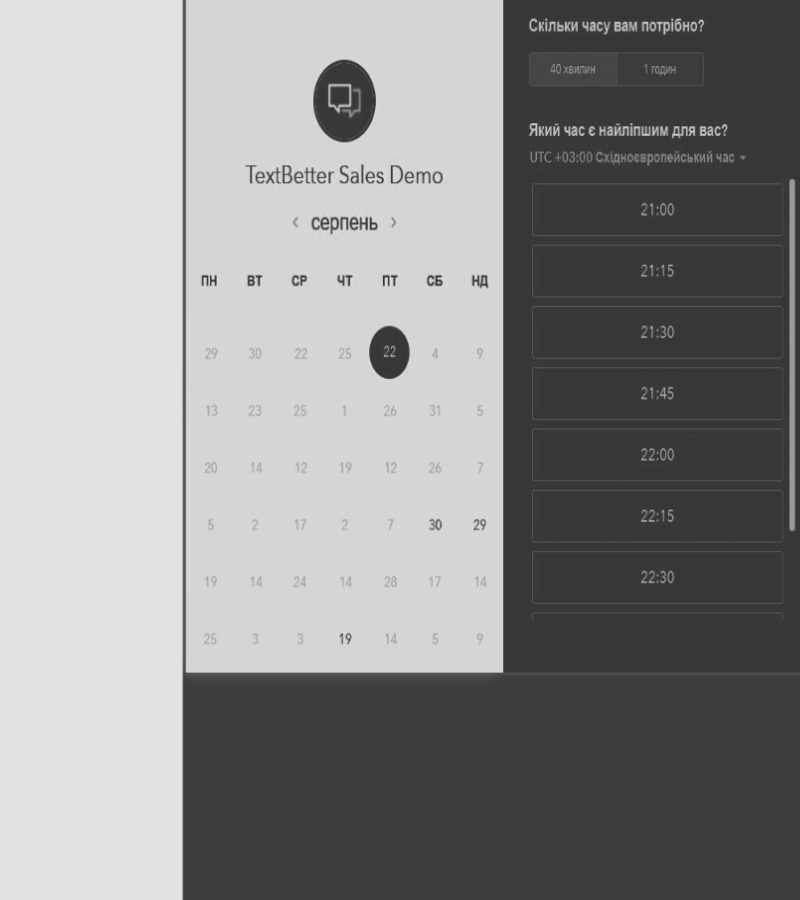 TextBetter Sales Demo
< серпень >
ПН ВТ СР ЧТ ПТ СБ НД
29 30 22 25 22 4 9
13 23 25 1 26 31 5
20 14 12 19 12 26 7
5 2 17 2 7 30 29
19 14 24 14 28 17 14
25 3 3 19 14 5 9
Скільки часу вам потрібно?
40 хвилин 1 годин
Який час є найліпшим для вас?
UTC +03:00 Східноєвропейський час
21:00
21:15
21:30
21:45
22:00
22:15
22:30